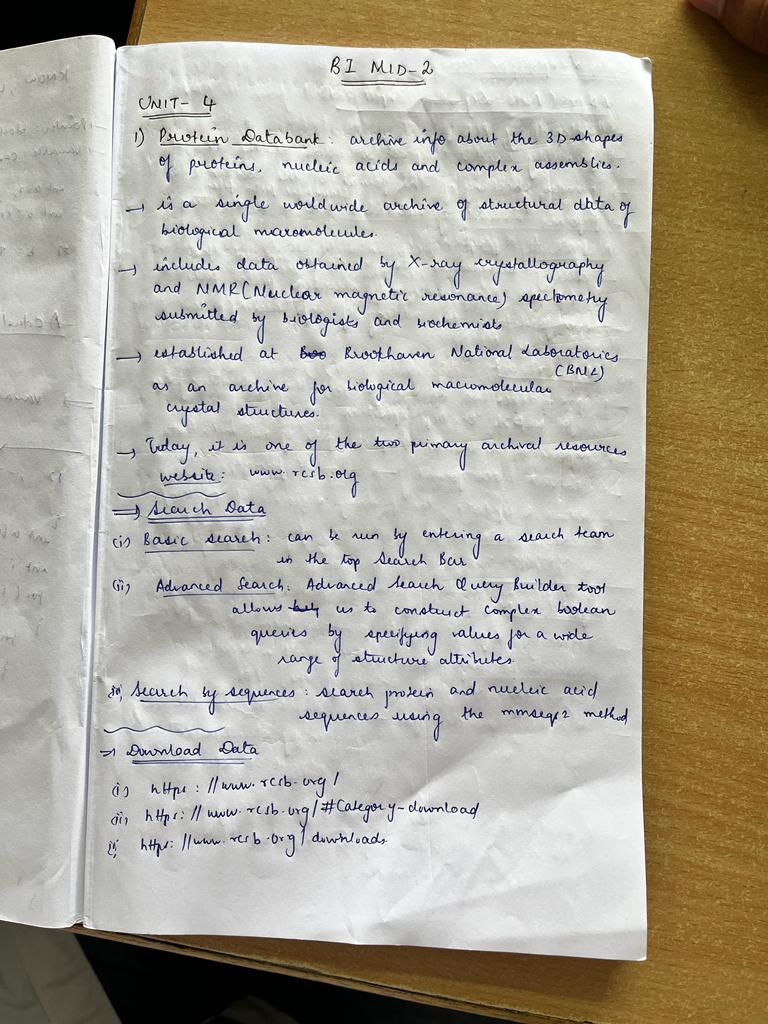 BI MID-2
UNIT- 4
1) Protein Databank: archive info about the 3D-shapes
of proteins, nucleic acids and complex assemblies.
→ is a single worldwide archive of structural data of
biological macromolecules.
→ includes data obtained by X-ray crystallography
and NMR (Nuclear magnetic resonance) spectrometry
submitted by biologists and biochemists
→ established at Brookhaven National Laboratories
(BNL)
as an archive for biological macromolecular
crystal structures.
→ Today, it is one of the two primary archival resources
website: www.rcsb.org
⇒ Search Data
(i) Basic search: can be run by entering a search team
in the top Search Bar
(ii) Advanced Search: Advanced Search Query Builder tool
allows us to construct complex boolean
queries by specifying values for a wide
range of structure attributes.
iii) Search by sequences: search protein and nucleic acid
sequences using the mmseqs2 method
⇒ Download Data
(i) https://www.rcsb.org/
(ii) https://www.rcsb.org/#Category-download
https://www.rcsb.org/downloads